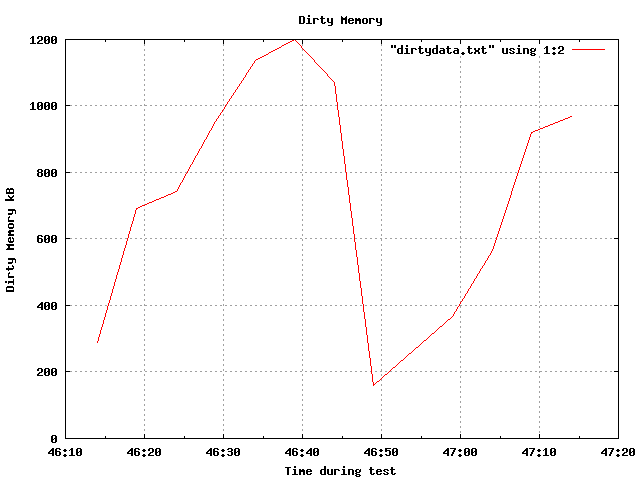 Dirty Memory
"dirtydata.txt" using 1:2
1200
1000
800
600
400
200
0
Dirty Memory kB
46:10 46:20 46:30 46:40 46:50 47:00 47:10 47:20
Time during test